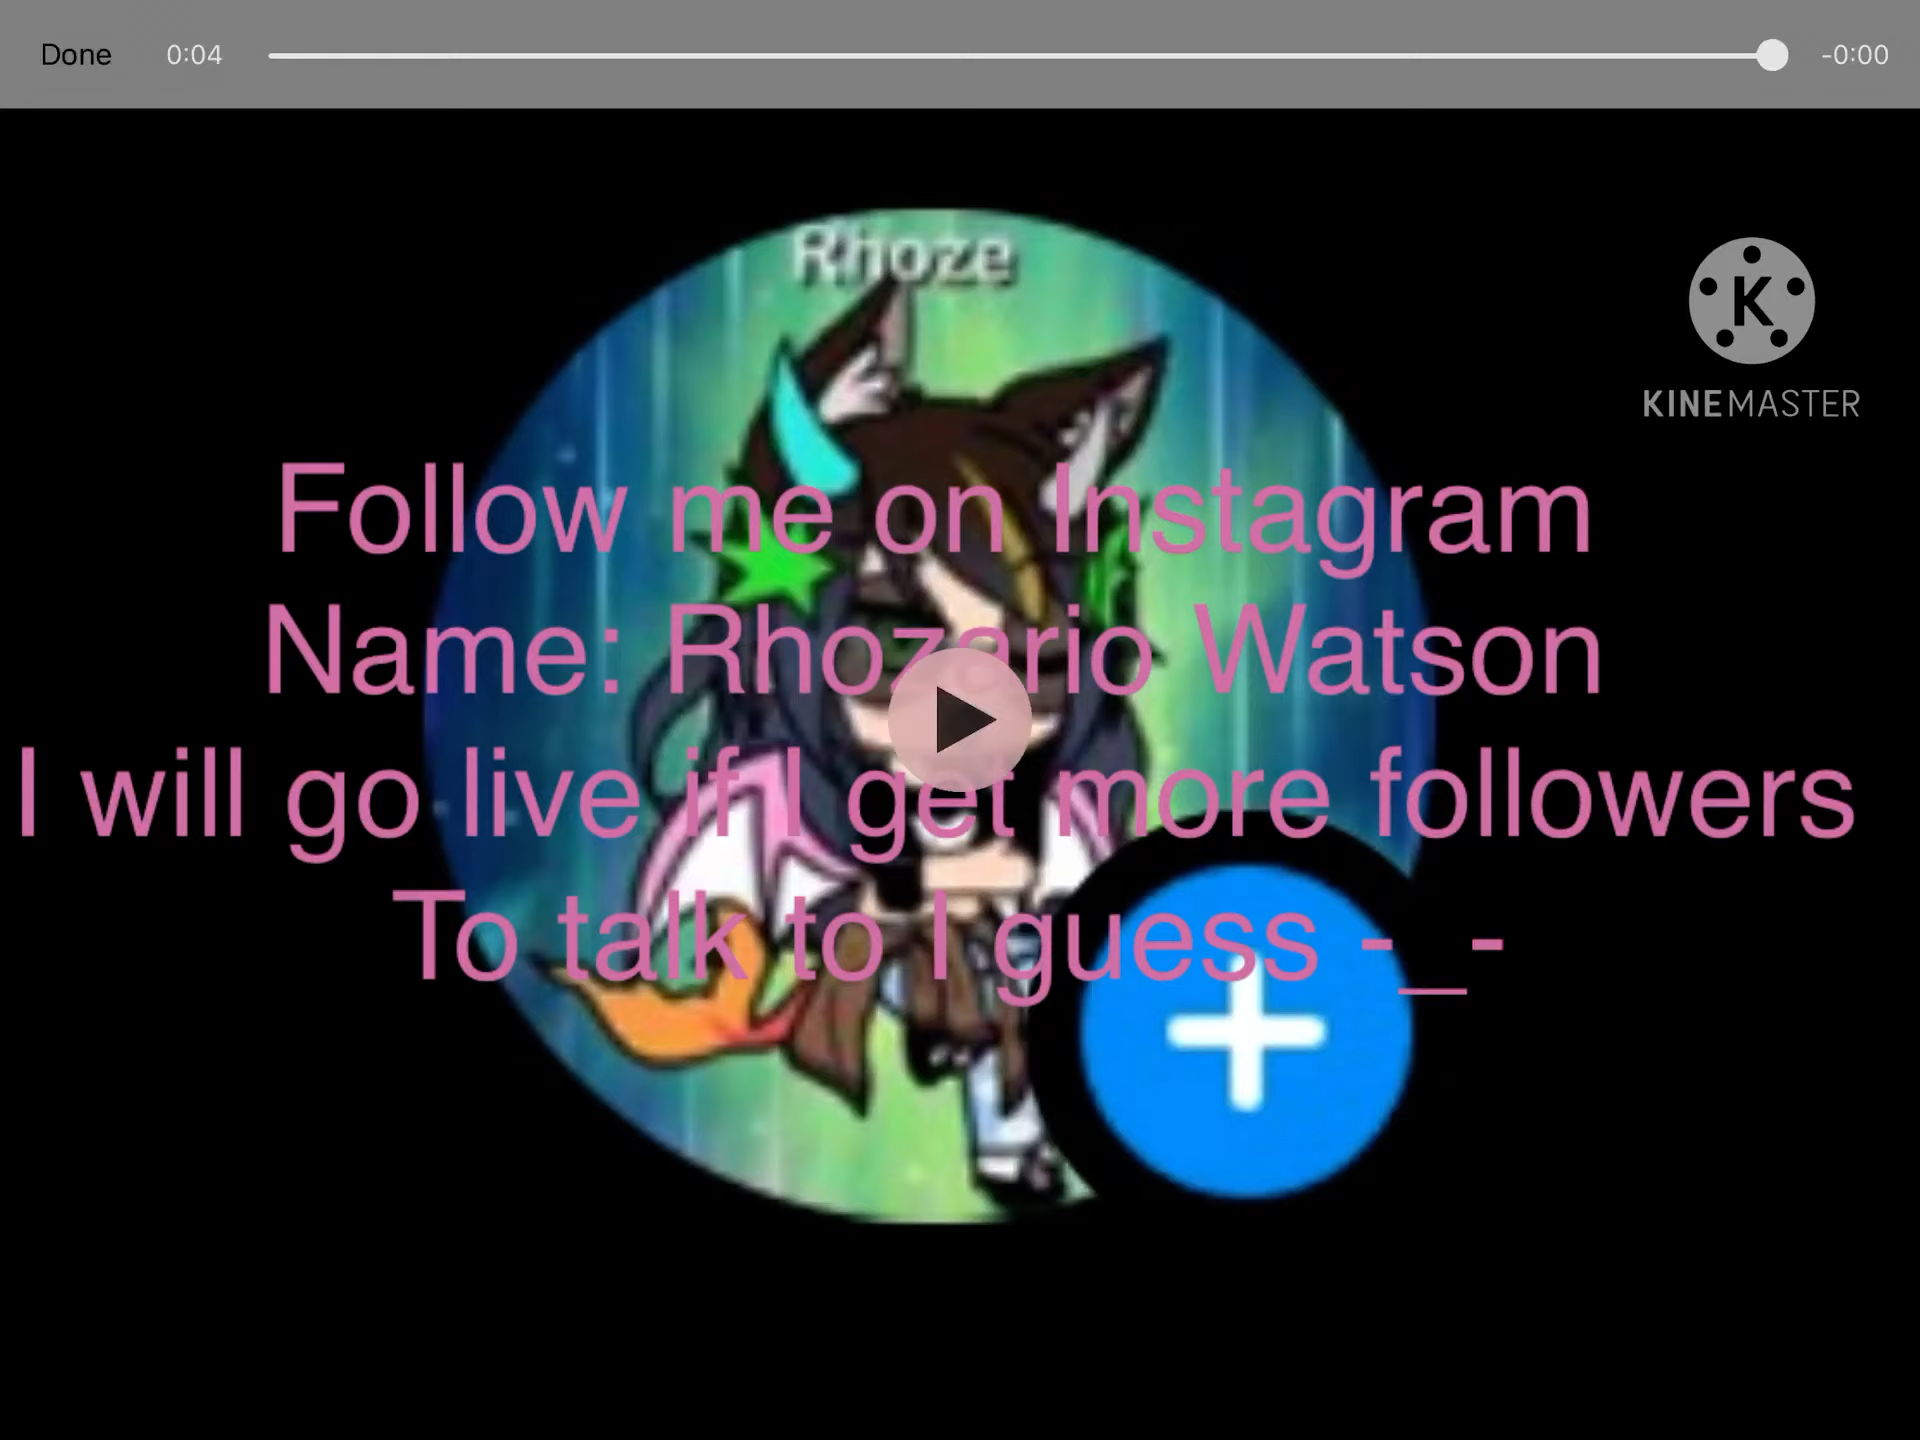 Done 0:04 -0:00
Rhoze
K
KINEMASTER
Follow me on Instagram
Name: Rhozario Watson
I will go live if I get more followers
To talk to I guess -_-